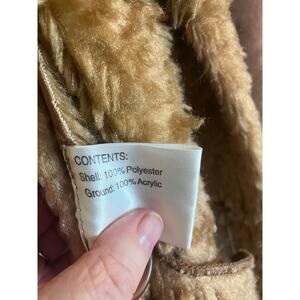 CONTENTS:
Shell: 100% Polyester
Ground: 100% Acrylic